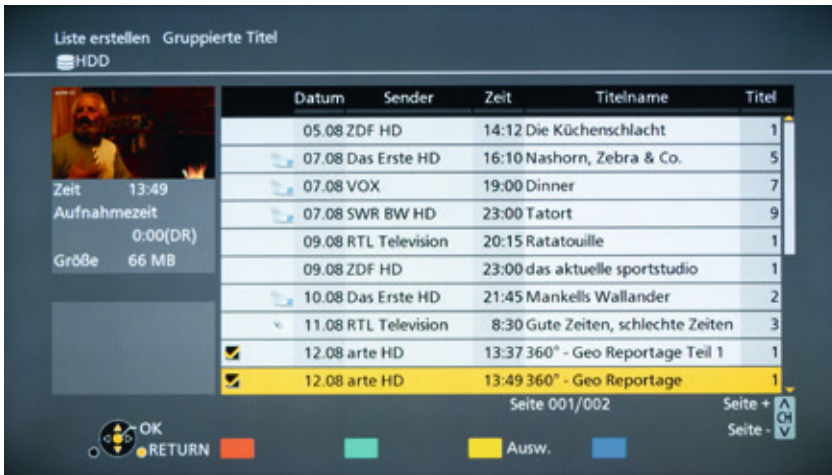 Liste erstellen Gruppierte Titel
HDD
Datum Sender Zeit Titelname Titel
05.08 ZDF HD 14:12 Die Küchenschlacht 1
07.08 Das Erste HD 16:10 Nashorn, Zebra & Co. 5
07.08 VOX 19:00 Dinner 7
07.08 SWR BW HD 23:00 Tatort 9
09.08 RTL Television 20:15 Ratatouille 1
09.08 ZDF HD 23:00 das aktuelle sportstudio 1
10.08 Das Erste HD 21:45 Mankells Wallander 2
11.08 RTL Television 8:30 Gute Zeiten, schlechte Zeiten 3
12.08 arte HD 13:37 360° - Geo Reportage Teil 1 1
12.08 arte HD 13:49 360° - Geo Reportage 1
Zeit 13:49
Aufnahmezeit
0:00(DR)
Größe 66 MB
Seite 001/002 Seite + CH
Seite -
OK
RETURN
Ausw.